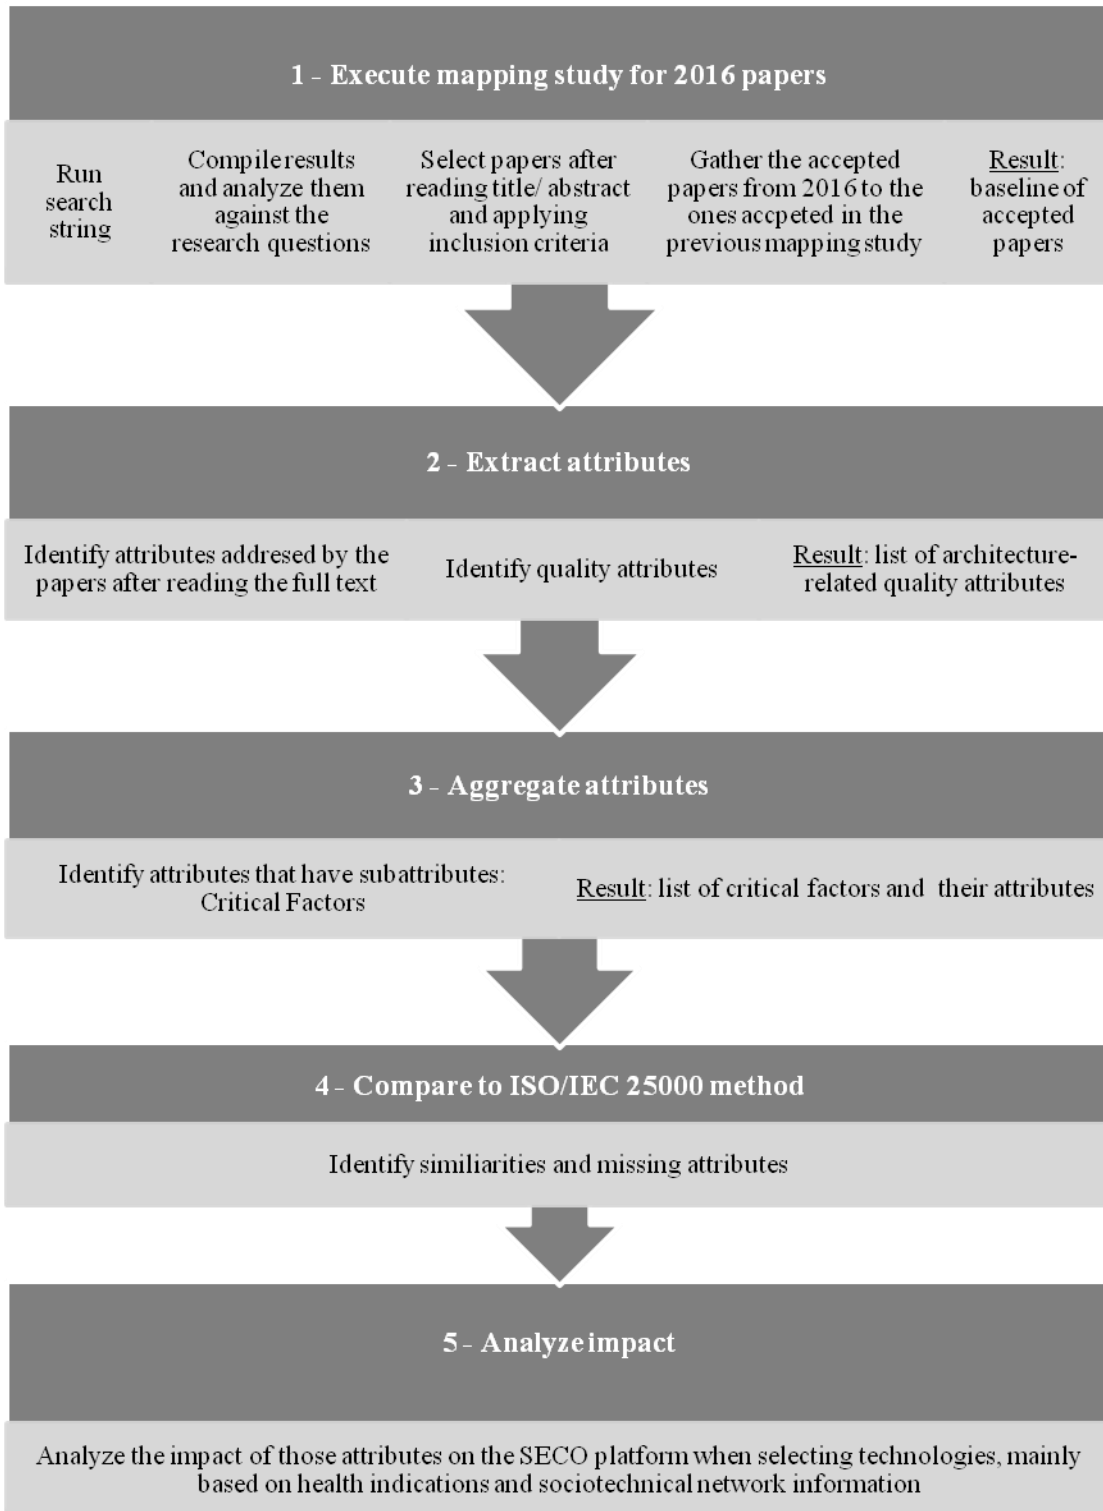 1 - Execute mapping study for 2016 papers
Run
search
string
Compile results
and analyze them
against the
research questions
Select papers after
reading title/ abstract
and applying
inclusion criteria
Gather the accepted
papers from 2016 to the
ones accpeted in the
previous mapping study
Result:
baseline of
accepted
papers
2 - Extract attributes
Identify attributes addresed by the
papers after reading the full text
Identify quality attributes
Result: list of architecture-
related quality attributes
3 - Aggregate attributes
Identify attributes that have subattributes:
Critical Factors
Result: list of critical factors and their attributes
4 - Compare to ISO/IEC 25000 method
Identify similiarities and missing attributes
5 - Analyze impact
Analyze the impact of those attributes on the SECO platform when selecting technologies, mainly
based on health indications and sociotechnical network information